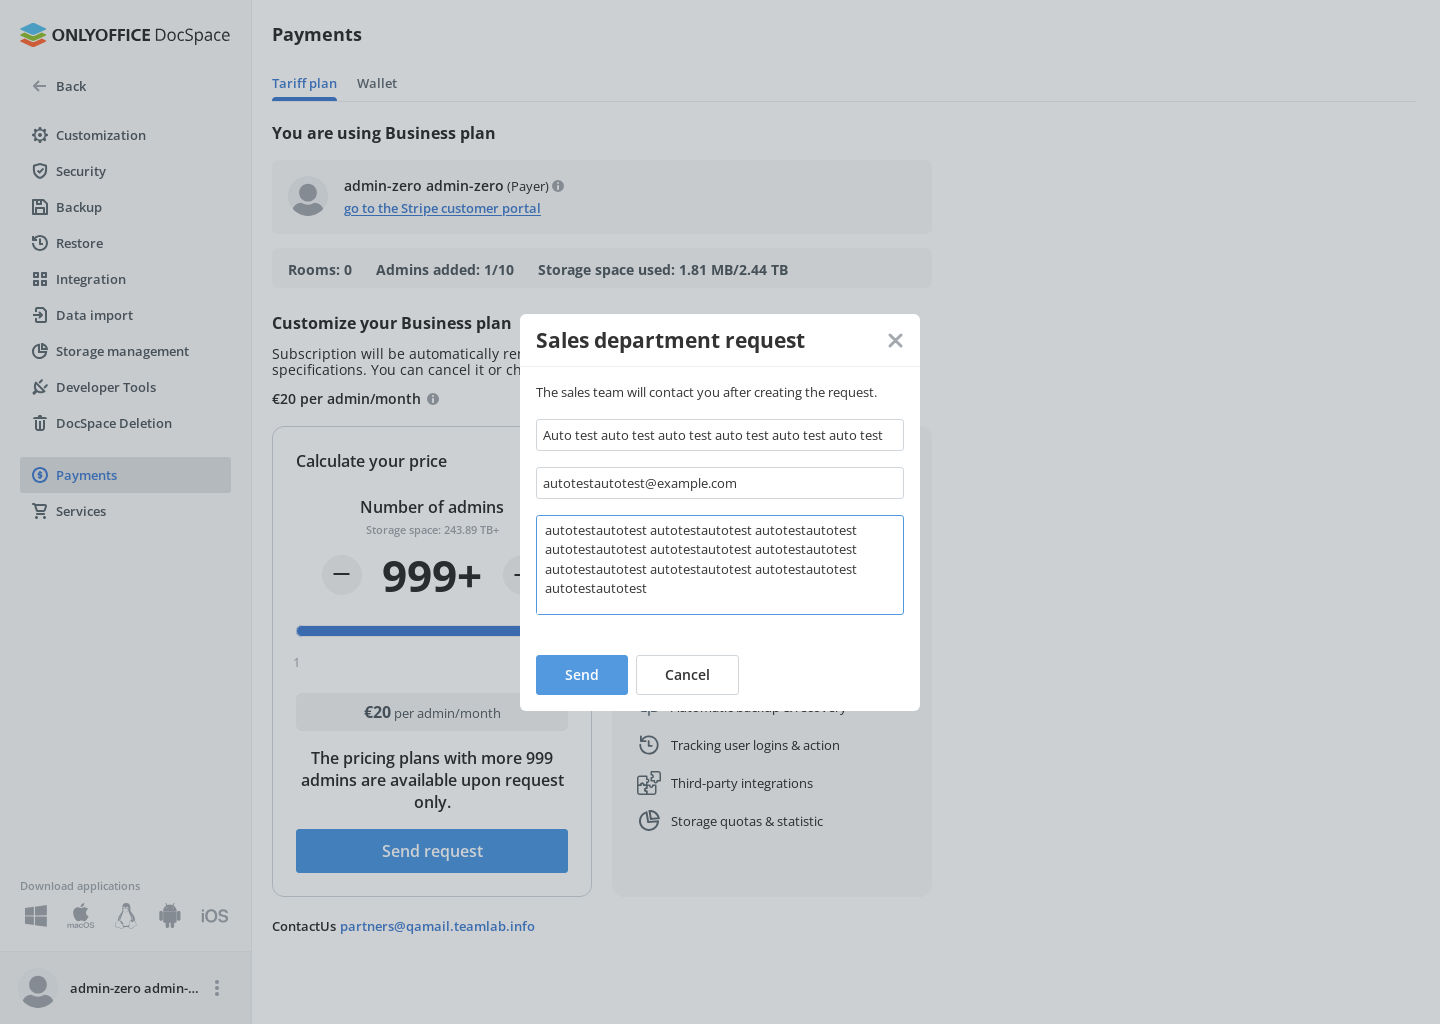 ONLYOFFICE DocSpace
Back
Customization
Security
Backup
Restore
Integration
Data import
Storage management
Developer Tools
DocSpace Deletion
Payments
Services
Download applications
macOS
iOS
admin-zero admin-...
Payments
Tariff plan
Wallet
You are using Business plan
admin-zero admin-zero (Payer)
go to the Stripe customer portal
Rooms: 0 Admins added: 1/10 Storage space used: 1.81 MB/2.44 TB
Customize your Business plan
Subscription will be automatically
specifications. You can cancel it or
€20 per admin/month
Calculate your price
Number of admins
Storage space: 243.89 TB+
999+
1
€20 per admin/month
The pricing plans with more 999
admins are available upon request
only.
Send request
Sales department request
The sales team will contact you after creating the request.
Auto test auto test auto test auto test auto test auto test
autotestautotest@example.com
autotestautotest autotestautotest autotestautotest
autotestautotest autotestautotest autotestautotest
autotestautotest autotestautotest autotestautotest
autotestautotest
Send
Cancel
Tracking user logins & action
Third-party integrations
Storage quotas & statistic
ContactUs partners@qamail.teamlab.info